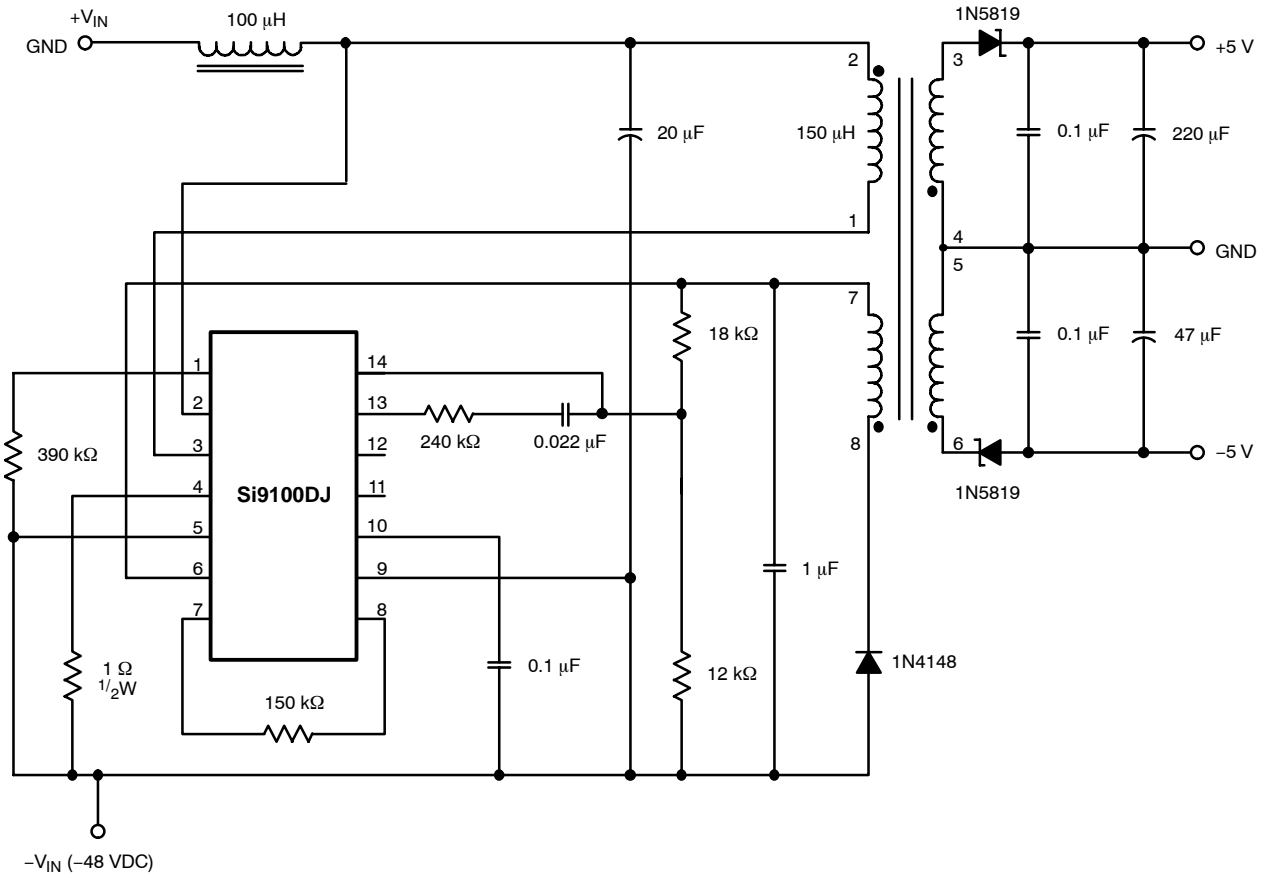 +VIN
GND
100 μH
1N5819
+5 V
2
3
20 μF
150 μH
0.1 μF
220 μF
1
4
GND
5
7
18 kΩ
0.1 μF
47 μF
1
14
2
13
240 kΩ
0.022 μF
390 kΩ
3
12
8
6
−5 V
4
Si9100DJ
11
1N5819
5
10
6
9
1 μF
7
8
1 Ω
1/2W
0.1 μF
12 kΩ
1N4148
150 kΩ
−VIN (−48 VDC)